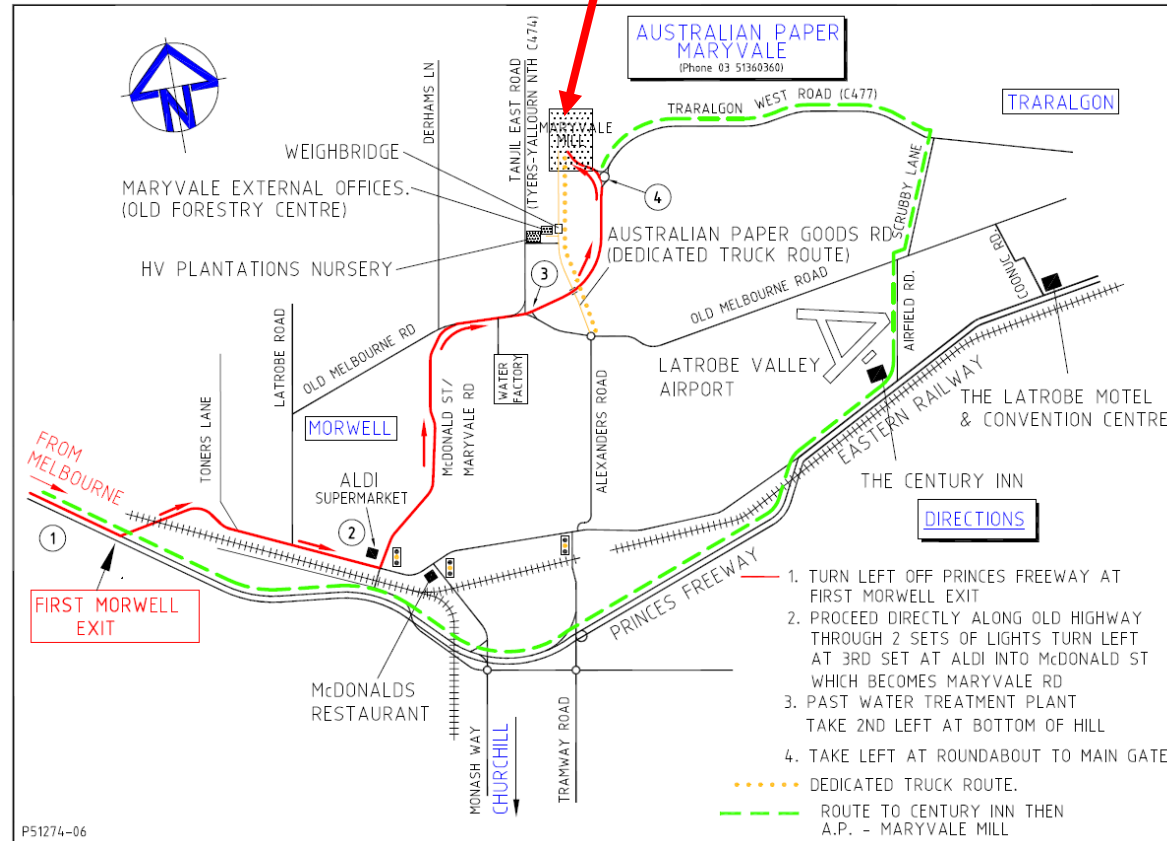 AUSTRALIAN PAPER
MARYVALE
(Phone 03 51360360)
TRARALGON WEST ROAD (C477)
TRARALGON
DERHAMS LN
TANJIL EAST ROAD
(TYERS-YALLOURN NTH C474)
MARYVALE
MILL
N
WEIGHBRIDGE
MARYVALE EXTERNAL OFFICES.
(OLD FORESTRY CENTRE)
HV PLANTATIONS NURSERY
4
3
AUSTRALIAN PAPER GOODS RD
(DEDICATED TRUCK ROUTE)
SCRUBBY LANE
COONUC RD
OLD MELBOURNE ROAD
AIRFIELD RD.
LATROBE ROAD
OLD MELBOURNE RD
WATER
FACTORY
LATROBE VALLEY
AIRPORT
THE LATROBE MOTEL
& CONVENTION CENTRE
EASTERN RAILWAY
THE CENTURY INN
TONERS LANE
MORWELL
McDONALD ST/
MARYVALE RD
ALEXANDERS ROAD
FROM
MELBOURNE
ALDI
SUPERMARKET
1
2
FIRST MORWELL
EXIT
PRINCES FREEWAY
McDONALDS
RESTAURANT
MONASH WAY
CHURCHILL
TRAMWAY ROAD
DIRECTIONS
1. TURN LEFT OFF PRINCES FREEWAY AT
FIRST MORWELL EXIT
2. PROCEED DIRECTLY ALONG OLD HIGHWAY
THROUGH 2 SETS OF LIGHTS TURN LEFT
AT 3RD SET AT ALDI INTO McDONALD ST
WHICH BECOMES MARYVALE RD
3. PAST WATER TREATMENT PLANT
TAKE 2ND LEFT AT BOTTOM OF HILL
4. TAKE LEFT AT ROUNDABOUT TO MAIN GATE
DEDICATED TRUCK ROUTE.
ROUTE TO CENTURY INN THEN
A.P. - MARYVALE MILL
P51274-06